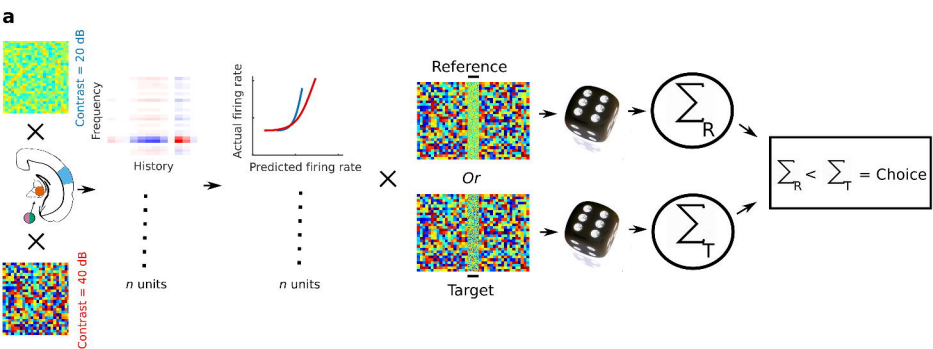 a
Contrast = 20 dB
Contrast = 40 dB
Frequency
History
n units
Actual firing rate
Predicted firing rate
n units
Reference
Or
Target
∑R
∑T
∑R < ∑T = Choice